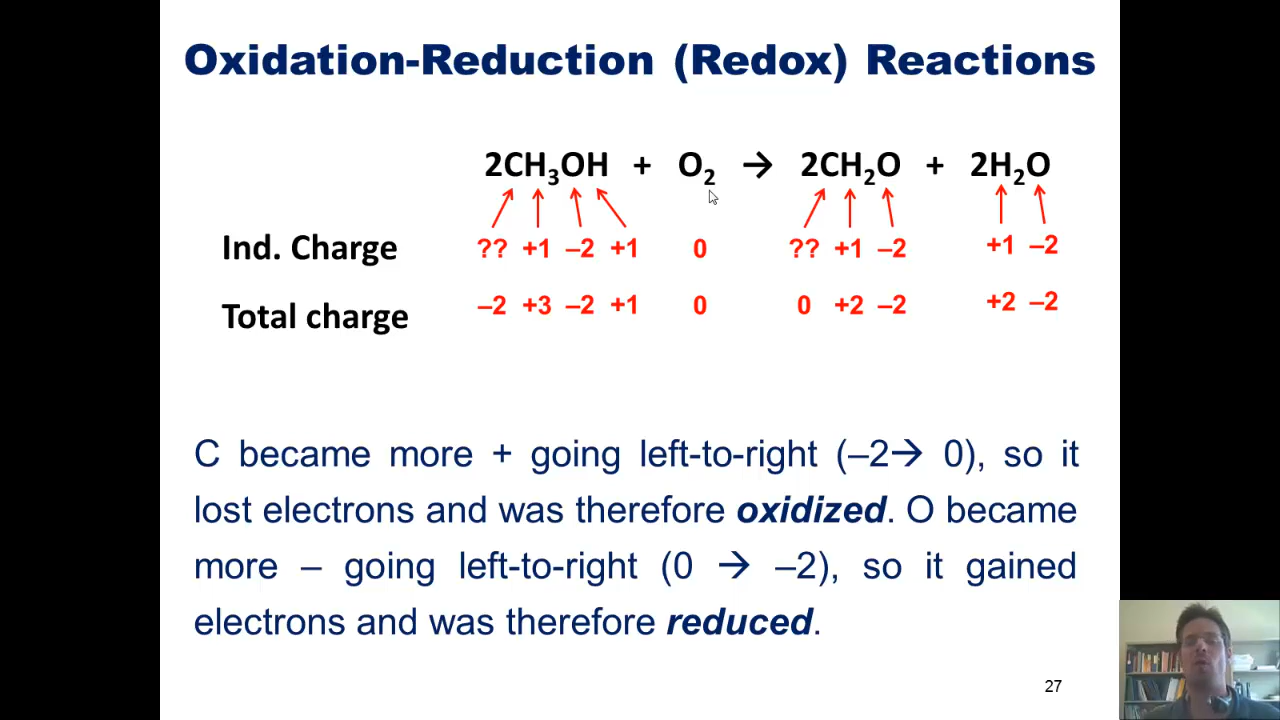 Oxidation-Reduction (Redox) Reactions
2CH₃OH + O₂ → 2CH₂O + 2H₂O
Ind. Charge ?? +1 –2 +1 0 ?? +1 –2 +1 –2
Total charge –2 +3 –2 +1 0 0 +2 –2 +2 –2
C became more + going left-to-right (–2→ 0), so it
lost electrons and was therefore oxidized. O became
more – going left-to-right (0 → –2), so it gained
electrons and was therefore reduced.
27